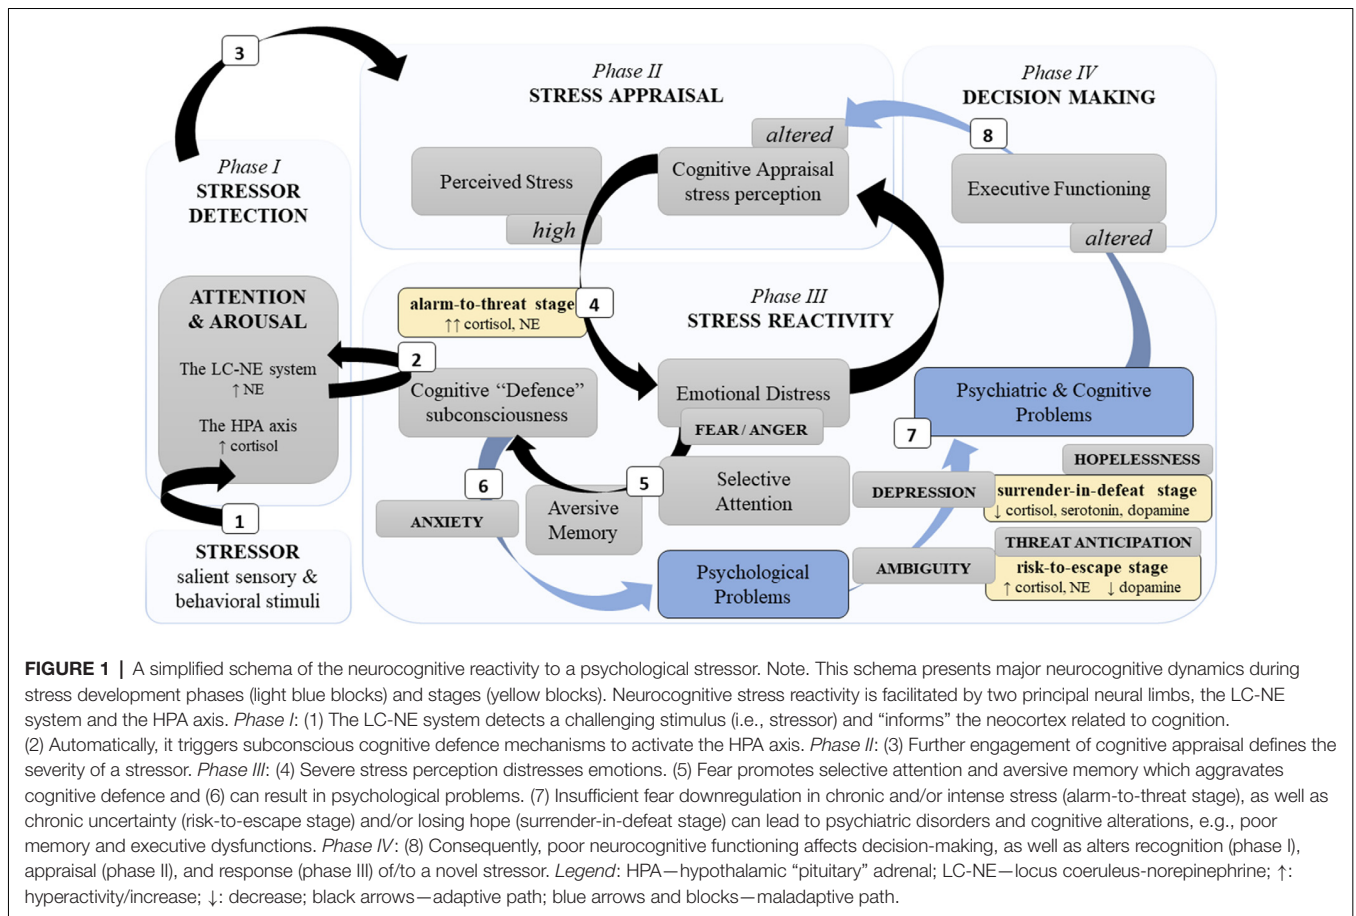 3
Phase II
STRESS APPRAISAL
Phase IV
DECISION MAKING
8
altered
Phase I
STRESSOR
DETECTION
Perceived Stress
high
Cognitive Appraisal
stress perception
Executive Functioning
altered
ATTENTION
& AROUSAL
The LC-NE system
↑ NE
The HPA axis
↑ cortisol
alarm-to-threat stage
↑↑ cortisol, NE
4
Phase III
STRESS REACTIVITY
2
Cognitive “Defence”
subconsciousness
Emotional Distress
FEAR / ANGER
Psychiatric & Cognitive
Problems
7
HOPELESSNESS
6
5
Selective
Attention
DEPRESSION
surrender-in-defeat stage
↓ cortisol, serotonin, dopamine
ANXIETY
Aversive
Memory
1
THREAT ANTICIPATION
STRESSOR
salient sensory &
behavioral stimuli
Psychological
Problems
AMBIGUITY
risk-to-escape stage
↑ cortisol, NE ↓ dopamine
FIGURE 1 | A simplified schema of the neurocognitive reactivity to a psychological stressor. Note. This schema presents major neurocognitive dynamics during
stress development phases (light blue blocks) and stages (yellow blocks). Neurocognitive stress reactivity is facilitated by two principal neural limbs, the LC-NE
system and the HPA axis. Phase I: (1) The LC-NE system detects a challenging stimulus (i.e., stressor) and “informs” the neocortex related to cognition.
(2) Automatically, it triggers subconscious cognitive defence mechanisms to activate the HPA axis. Phase II: (3) Further engagement of cognitive appraisal defines the
severity of a stressor. Phase III: (4) Severe stress perception distresses emotions. (5) Fear promotes selective attention and aversive memory which aggravates
cognitive defence and (6) can result in psychological problems. (7) Insufficient fear downregulation in chronic and/or intense stress (alarm-to-threat stage), as well as
chronic uncertainty (risk-to-escape stage) and/or losing hope (surrender-in-defeat stage) can lead to psychiatric disorders and cognitive alterations, e.g., poor
memory and executive dysfunctions. Phase IV: (8) Consequently, poor neurocognitive functioning affects decision-making, as well as alters recognition (phase I),
appraisal (phase II), and response (phase III) of/to a novel stressor. Legend: HPA—hypothalamic “pituitary” adrenal; LC-NE—locus coeruleus-norepinephrine; ↑:
hyperactivity/increase; ↓: decrease; black arrows—adaptive path; blue arrows and blocks—maladaptive path.